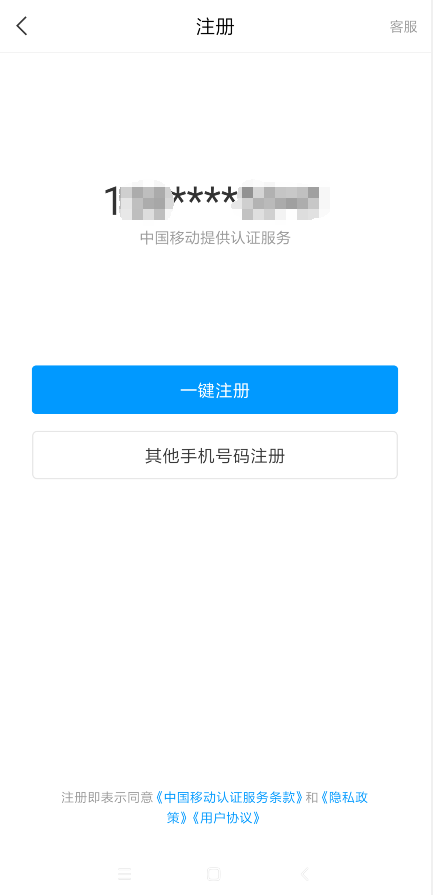 注册
客服
1 ****
中国移动提供认证服务
一键注册
其他手机号码注册
注册即表示同意《中国移动认证服务条款》和《隐私政
策》《用户协议》